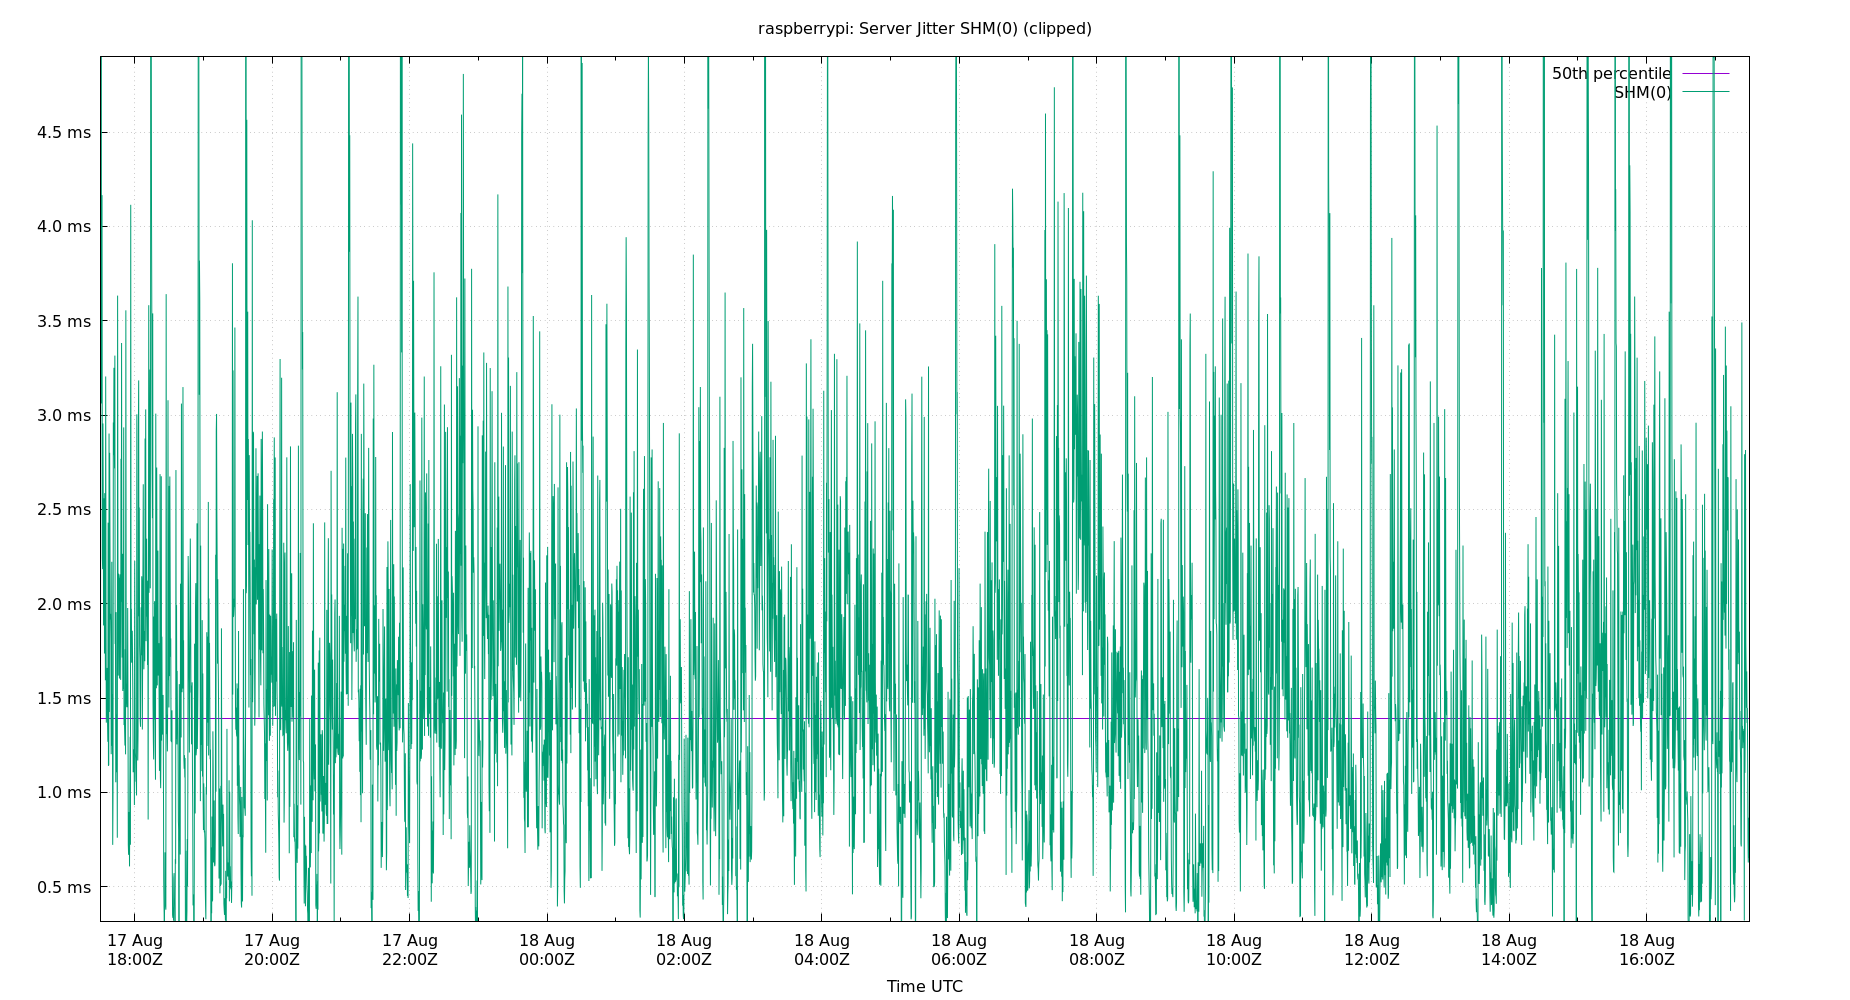 raspberrypi: Server Jitter SHM(0) (clipped)
50th percentile
SHM(0)
4.5 ms
4.0 ms
3.5 ms
3.0 ms
2.5 ms
2.0 ms
1.5 ms
1.0 ms
0.5 ms
17 Aug 17 Aug 17 Aug 18 Aug 18 Aug 18 Aug 18 Aug 18 Aug 18 Aug 18 Aug 18 Aug 18 Aug
18:00Z 20:00Z 22:00Z 00:00Z 02:00Z 04:00Z 06:00Z 08:00Z 10:00Z 12:00Z 14:00Z 16:00Z
Time UTC